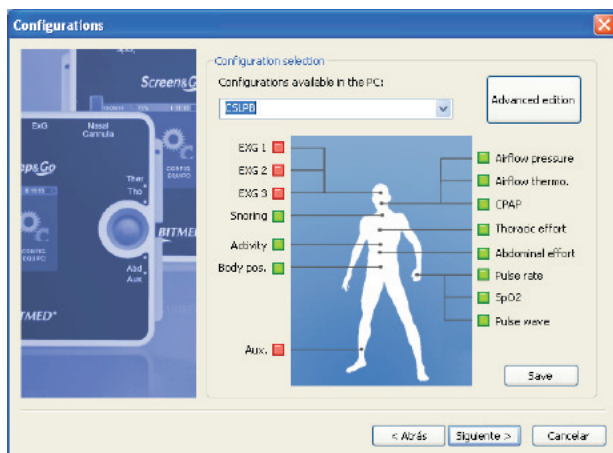 Configurations
Screen&G
ExG
Nasal
Cannula
Ther
Tho
Abd
Aux
BITMED
TMED®
Configuration selection
Configurations available in the PC:
CSLPB
Advanced edition
EXG 1
EXG 2
EXG 3
Snoring
Activity
Body pos.
Aux.
Airflow pressure
Airflow thermo.
CPAP
Thoracic effort
Abdominal effort
Pulse rate
SpO2
Pulse wave
Save
< Atrás
Siguiente >
Cancelar